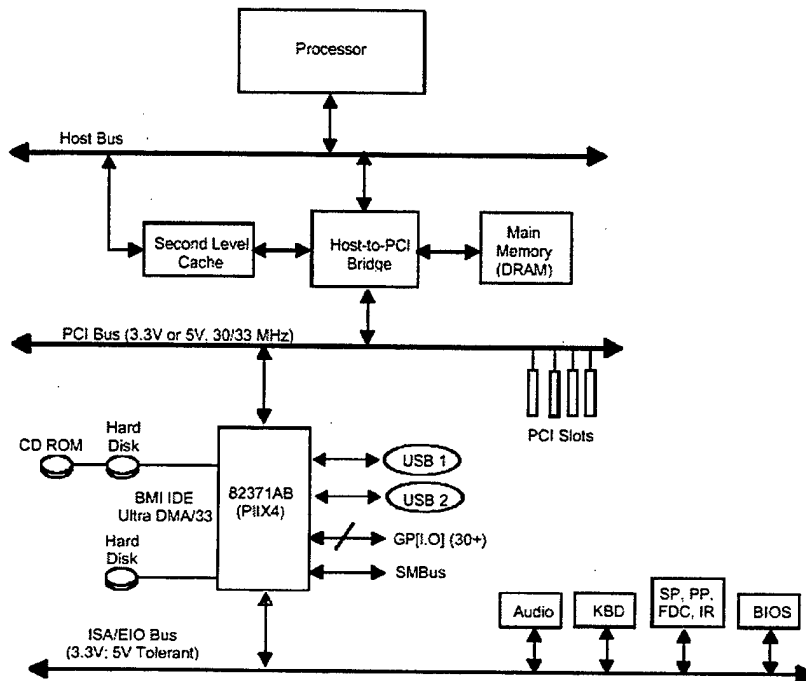 Processor
Host Bus
Second Level
Cache
Host-to-PCI
Bridge
Main
Memory
(DRAM)
PCI Bus (3.3V or 5V, 30/33 MHz)
PCI Slots
Hard
Disk
CD ROM
BMI IDE
Ultra DMA/33
Hard
Disk
82371AB
(PIIX4)
USB 1
USB 2
GP[I.O] (30+)
SMBus
ISA/EIO Bus
(3.3V; 5V Tolerant)
Audio
KBD
SP, PP,
FDC, IR
BIOS